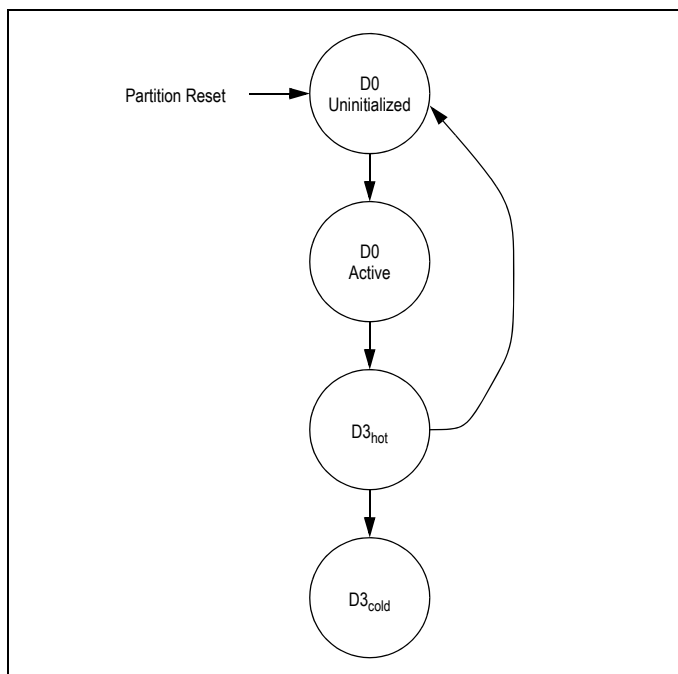 Partition Reset
D0
Uninitialized
D0
Active
D3hot
D3cold